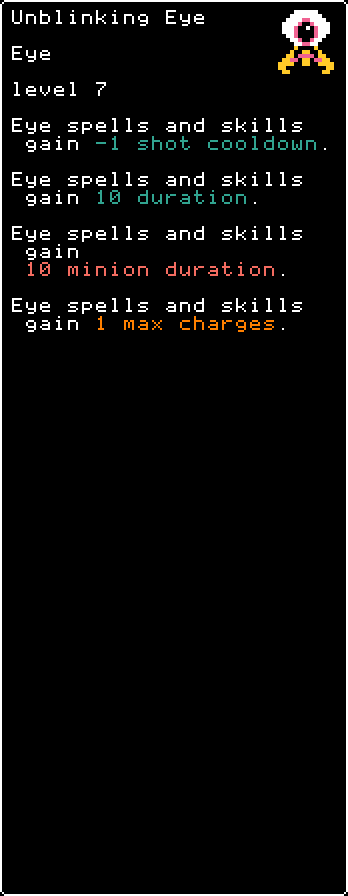 Unblinking Eye
Eye
level 7
Eye spells and skills
gain -1 shot cooldown.
Eye spells and skills
gain 10 duration.
Eye spells and skills
gain
10 minion duration.
Eye spells and skills
gain 1 max charges.